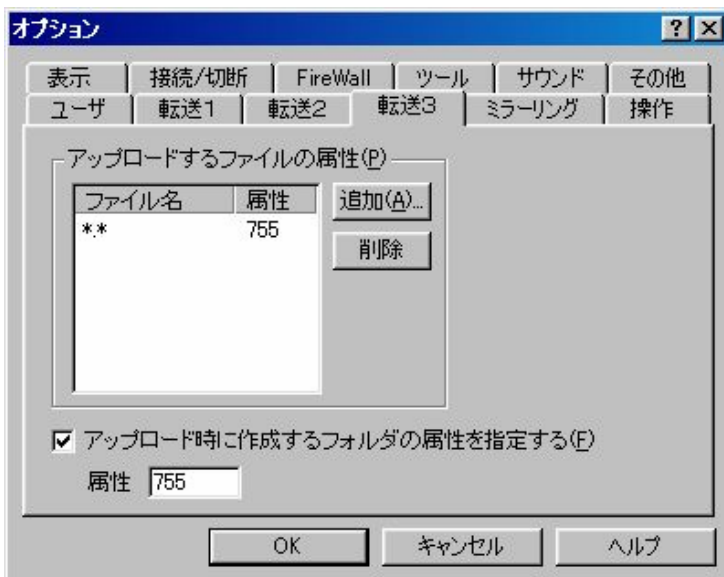 オプション
表示 接続/切断 FireWall ツール サウンド その他
ユーザ 転送1 転送2 転送3 ミラーリング 操作
アップロードするファイルの属性(P)
ファイル名 属性 追加(A)...
*.* 755
削除
アップロード時に作成するフォルダの属性を指定する(F)
属性 755
OK キャンセル ヘルプ